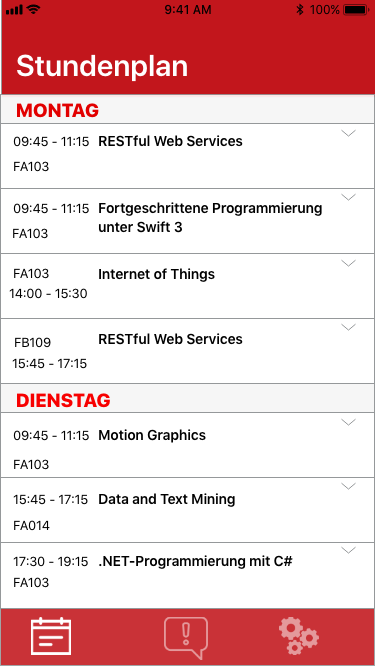 9:41 AM 100%
Stundenplan
MONTAG
09:45 - 11:15 RESTful Web Services
FA103
09:45 - 11:15 Fortgeschrittene Programmierung
unter Swift 3
FA103
FA103 Internet of Things
14:00 - 15:30
FB109 RESTful Web Services
15:45 - 17:15
DIENSTAG
09:45 - 11:15 Motion Graphics
FA103
15:45 - 17:15 Data and Text Mining
FA014
17:30 - 19:15 .NET-Programmierung mit C#
FA103